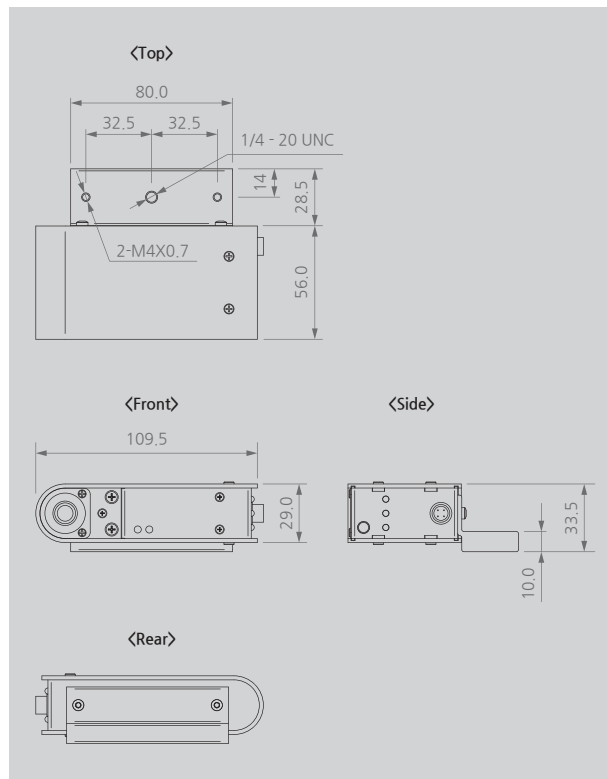 <Top>
80.0
32.5
32.5
1/4 - 20 UNC
14
28.5
2-M4X0.7
56.0
<Front>
<Side>
109.5
29.0
33.5
10.0
<Rear>